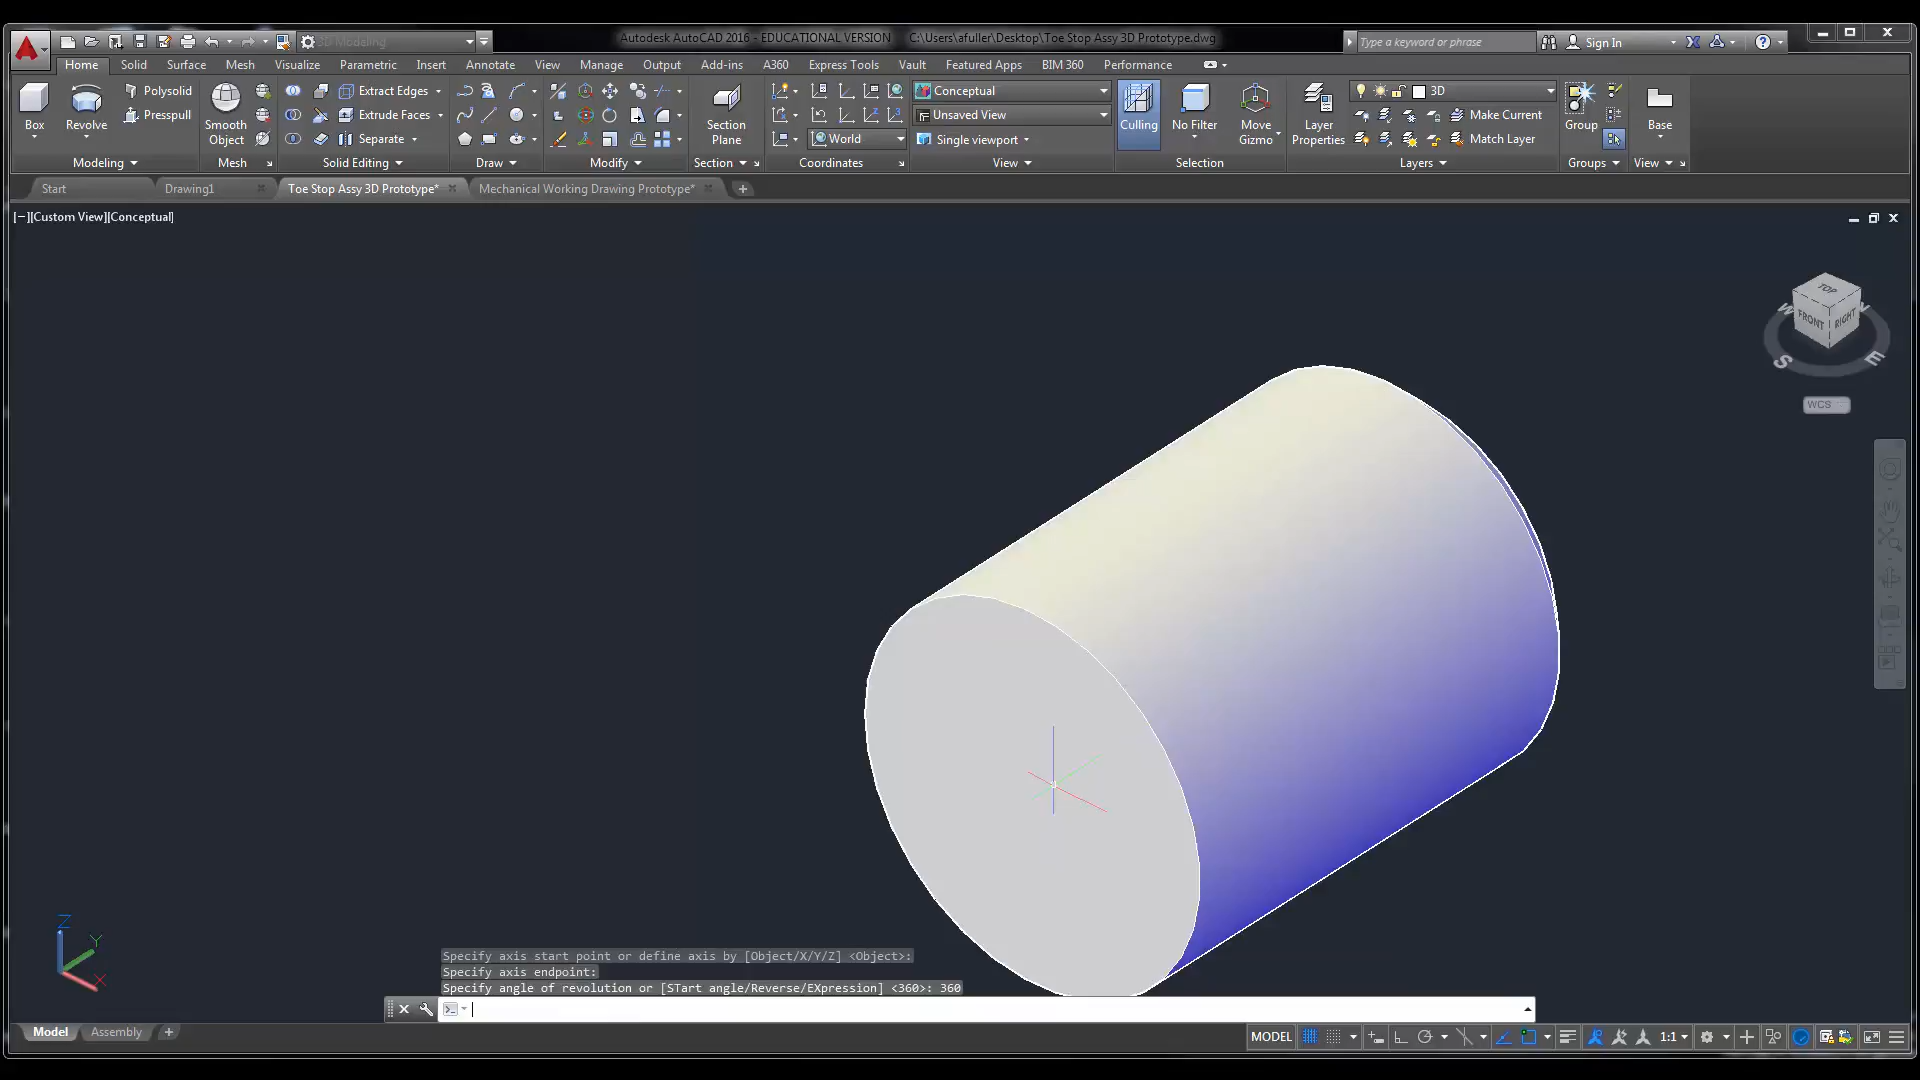 3D Modeling
Autodesk AutoCAD 2016 - EDUCATIONAL VERSION C:\Users\afuller\Desktop\Toe Stop Assy 3D Prototype.dwg
Type a keyword or phrase
Sign In
Home Solid Surface Mesh Visualize Parametric Insert Annotate View Manage Output Add-ins A360 Express Tools Vault Featured Apps BIM 360 Performance
Box
Revolve
Polysolid
Presspull
Modeling
Smooth
Object
Mesh
Extract Edges
Extrude Faces
Separate
Solid Editing
Draw
Modify
Section
Plane
Section
World
Coordinates
Conceptual
Unsaved View
Single viewport
View
Culling
No Filter
Move
Gizmo
Selection
Layer
Properties
3D
Make Current
Match Layer
Layers
Group
Groups
Base
View
Start Drawing1 Toe Stop Assy 3D Prototype* Mechanical Working Drawing Prototype*
[−][Custom View][Conceptual]
TOP
FRONT
RIGHT
W
S
E
WCS
Z
Y
X
Specify axis start point or define axis by [Object/X/Y/Z] <Object>:
Specify axis endpoint:
Specify angle of revolution or [STart angle/Reverse/EXpression] <360>: 360
Model Assembly
MODEL
1:1